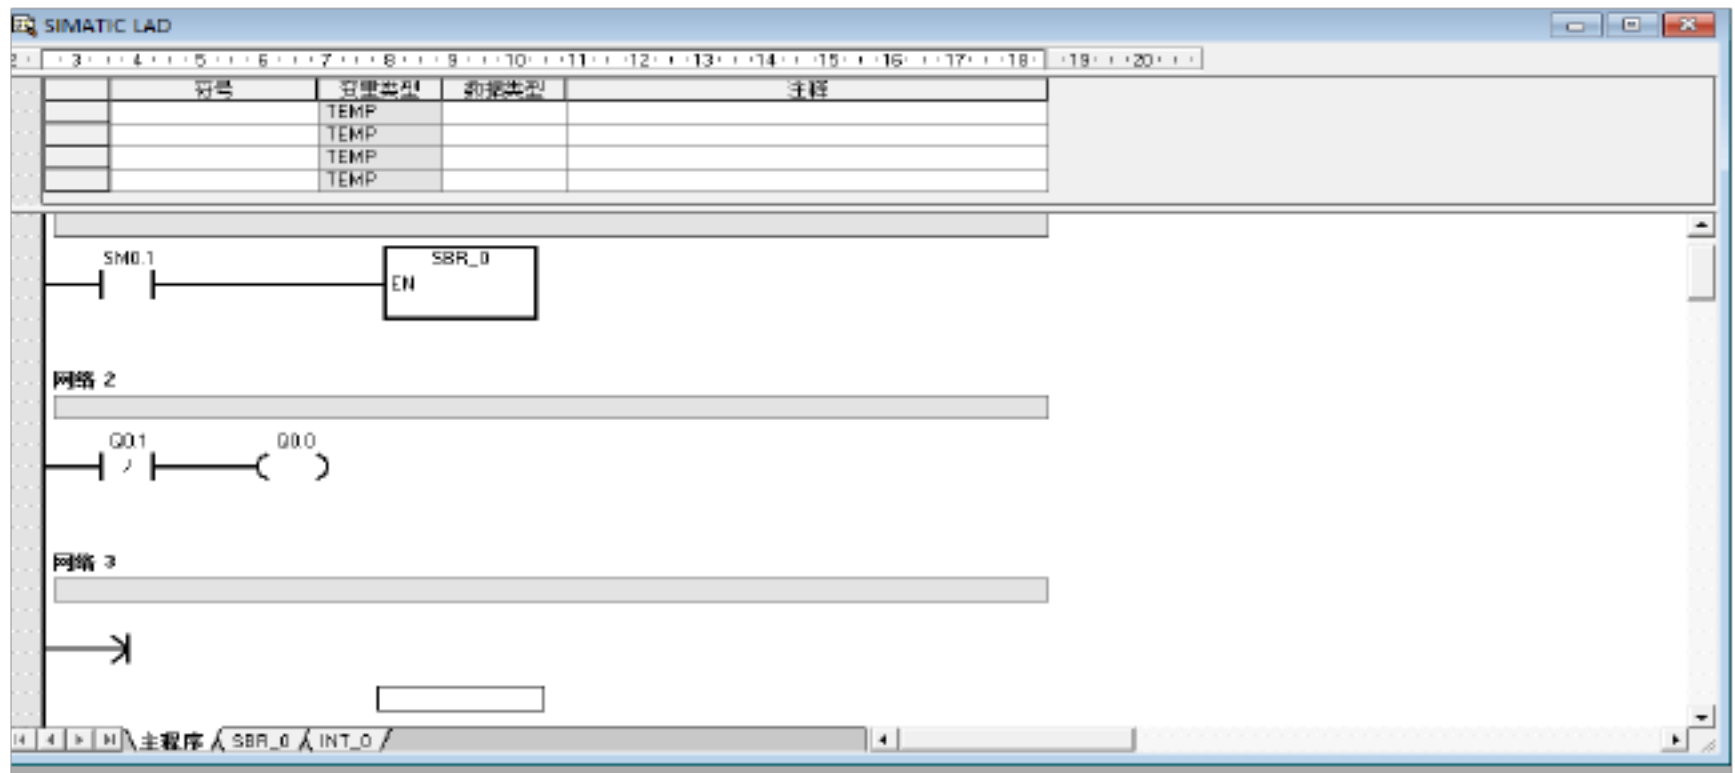 SIMATIC LAD
2 3 4 5 6 7 8 9 10 11 12 13 14 15 16 17 18 19 20
符号 变量类型 数据类型 注释
TEMP
TEMP
TEMP
TEMP
SM0.1 SBR_0
EN
网络 2
Q0.1 Q0.0
网络 3
主程序 SBR_0 INT_0